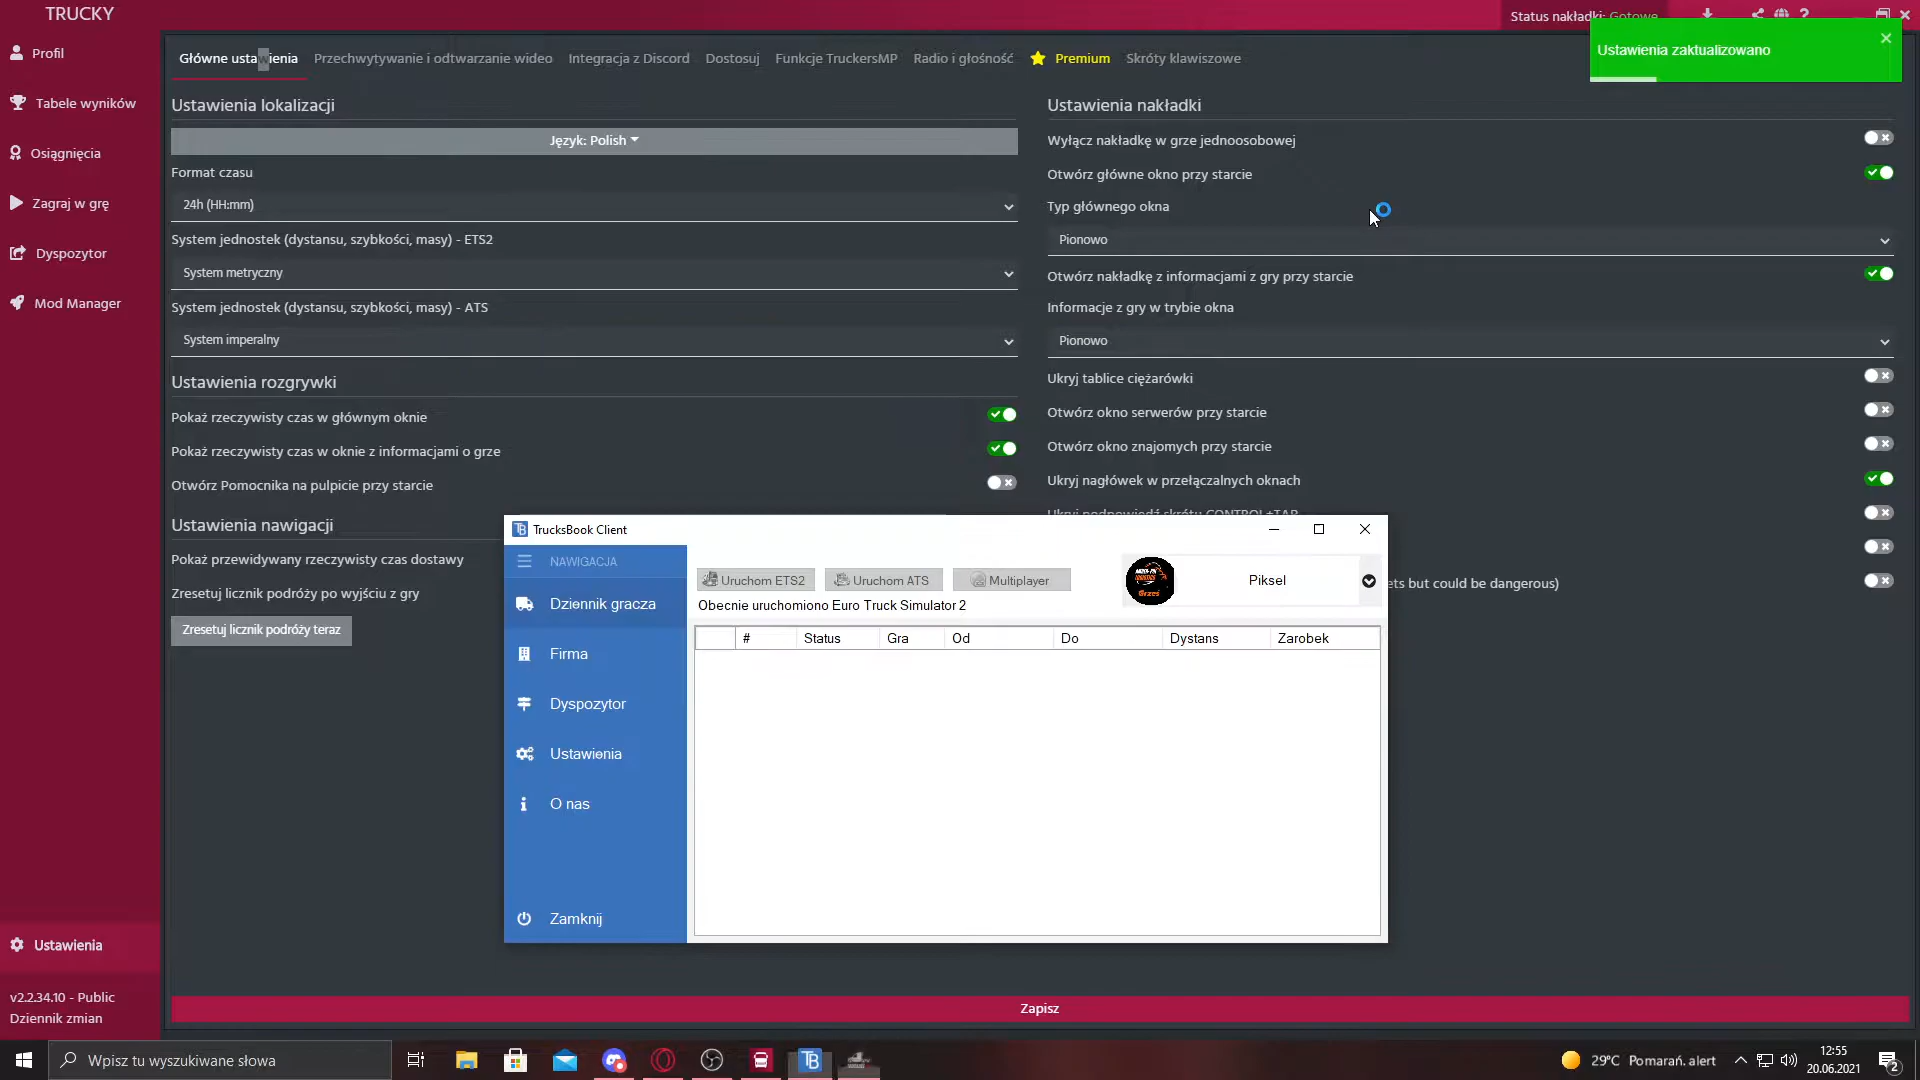 TRUCKY
Status nakładki: Gotowe
Ustawienia zaktualizowano
Profil
Tabele wyników
Osiągnięcia
Zagraj w grę
Dyspozytor
Mod Manager
Ustawienia
v2.2.34.10 - Public
Dziennik zmian
Główne ustawienia
Przechwytywanie i odtwarzanie wideo
Integracja z Discord
Dostosuj
Funkcje TruckersMP
Radio i głośność
Premium
Skróty klawiszowe
Ustawienia lokalizacji
Język: Polish
Format czasu
24h (HH:mm)
System jednostek (dystansu, szybkości, masy) - ETS2
System metryczny
System jednostek (dystansu, szybkości, masy) - ATS
System imperalny
Ustawienia rozgrywki
Pokaż rzeczywisty czas w głównym oknie
Pokaż rzeczywisty czas w oknie z informacjami o grze
Otwórz Pomocnika na pulpicie przy starcie
Ustawienia nawigacji
Pokaż przewidywany rzeczywisty czas dostawy
Zresetuj licznik podróży po wyjściu z gry
Zresetuj licznik podróży teraz
Ustawienia nakładki
Wyłącz nakładkę w grze jednoosobowej
Otwórz główne okno przy starcie
Typ głównego okna
Pionowo
Otwórz nakładkę z informacjami z gry przy starcie
Informacje z gry w trybie okna
Pionowo
Ukryj tablice ciężarówki
Otwórz okno serwerów przy starcie
Otwórz okno znajomych przy starcie
Ukryj nagłówek w przełączalnych oknach
Ukryj podpowiedź skrótu CONTROL+TAB
ets but could be dangerous)
TB TrucksBook Client
NAWIGACJA
Dziennik gracza
Firma
Dyspozytor
Ustawienia
O nas
Zamknij
Uruchom ETS2
Uruchom ATS
Multiplayer
Piksel
Obecnie uruchomiono Euro Truck Simulator 2
# Status Gra Od Do Dystans Zarobek
Zapisz
Wpisz tu wyszukiwane słowa
TB
29°C Pomarań. alert
12:55
20.06.2021
2